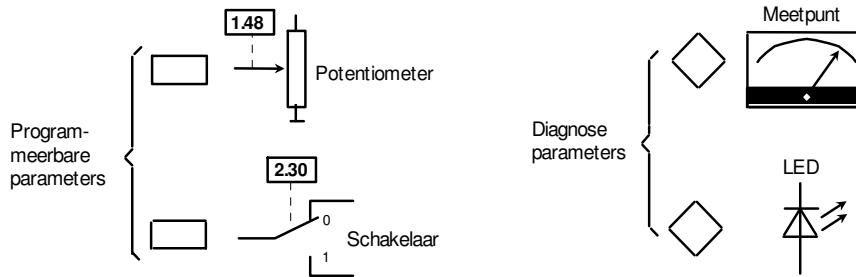 1.48
Potentiometer
Program-
meerbare
parameters
2.30
0
Schakelaar
1
Meetpunt
Diagnose
parameters
LED